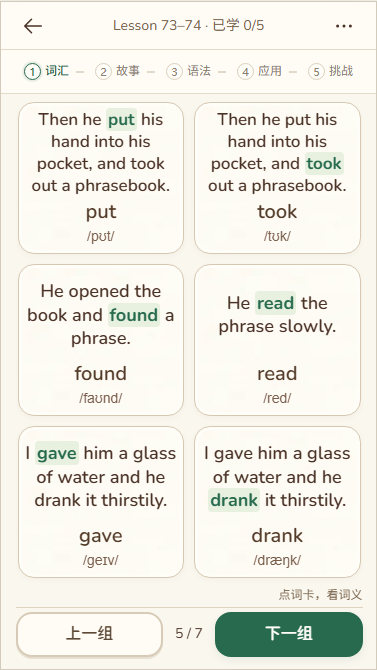 Lesson 73–74 · 已学 0/5
1 词汇 – 2 故事 – 3 语法 – 4 应用 – 5 挑战
Then he put his
hand into his
pocket, and took
out a phrasebook.
put
/pʊt/
Then he put his
hand into his
pocket, and took
out a phrasebook.
took
/tʊk/
He opened the
book and found a
phrase.
found
/faʊnd/
He read the
phrase slowly.
read
/red/
I gave him a glass
of water and he
drank it thirstily.
gave
/ɡeɪv/
I gave him a glass
of water and he
drank it thirstily.
drank
/dræŋk/
点词卡，看词义
上一组 5 / 7 下一组